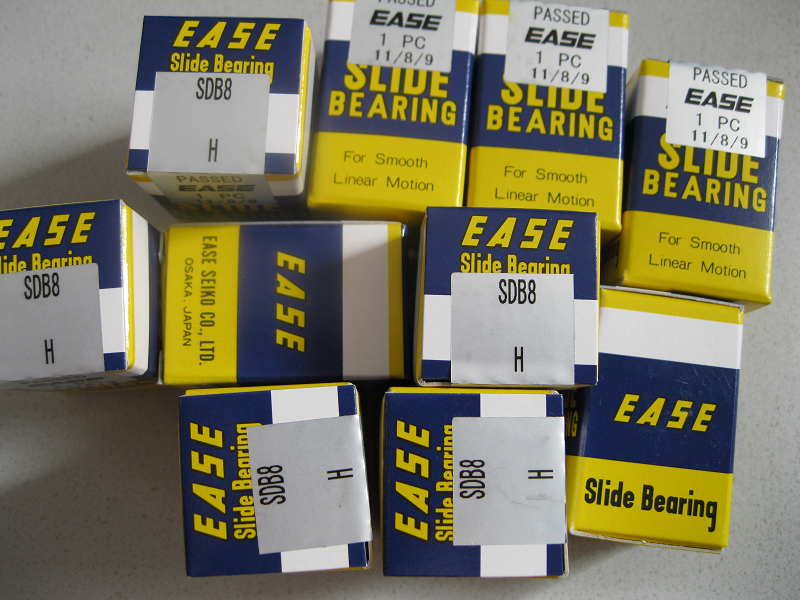 EASE
Slide Bearing
SDB8
H
PASSED
EASE
1 PC
PASSED
EASE
1 PC
11/8/9
SLIDE
BEARING
For Smooth
Linear Motion
PASSED
EASE
1 PC
11/8/9
SLIDE
BEARING
For Smooth
Linear Motion
PASSED
EASE
1 PC
11/8/9
SLIDE
BEARING
For Smooth
Linear Motion
EASE
Slide Bearing
SDB8
H
EASE
EASE SEIKO CO., LTD.
OSAKA, JAPAN
EASE
Slide Bearing
SDB8
H
EASE
Slide Bearing
EASE
Slide Bearing
SDB8
H
EASE
Slide Bearing
SDB8
H